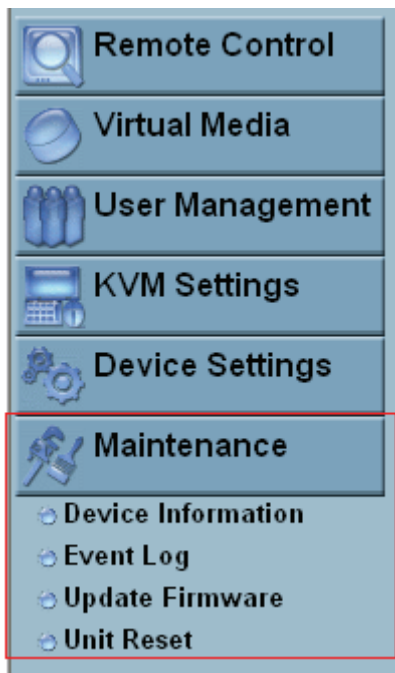 Remote Control
Virtual Media
User Management
KVM Settings
Device Settings
Maintenance
Device Information
Event Log
Update Firmware
Unit Reset